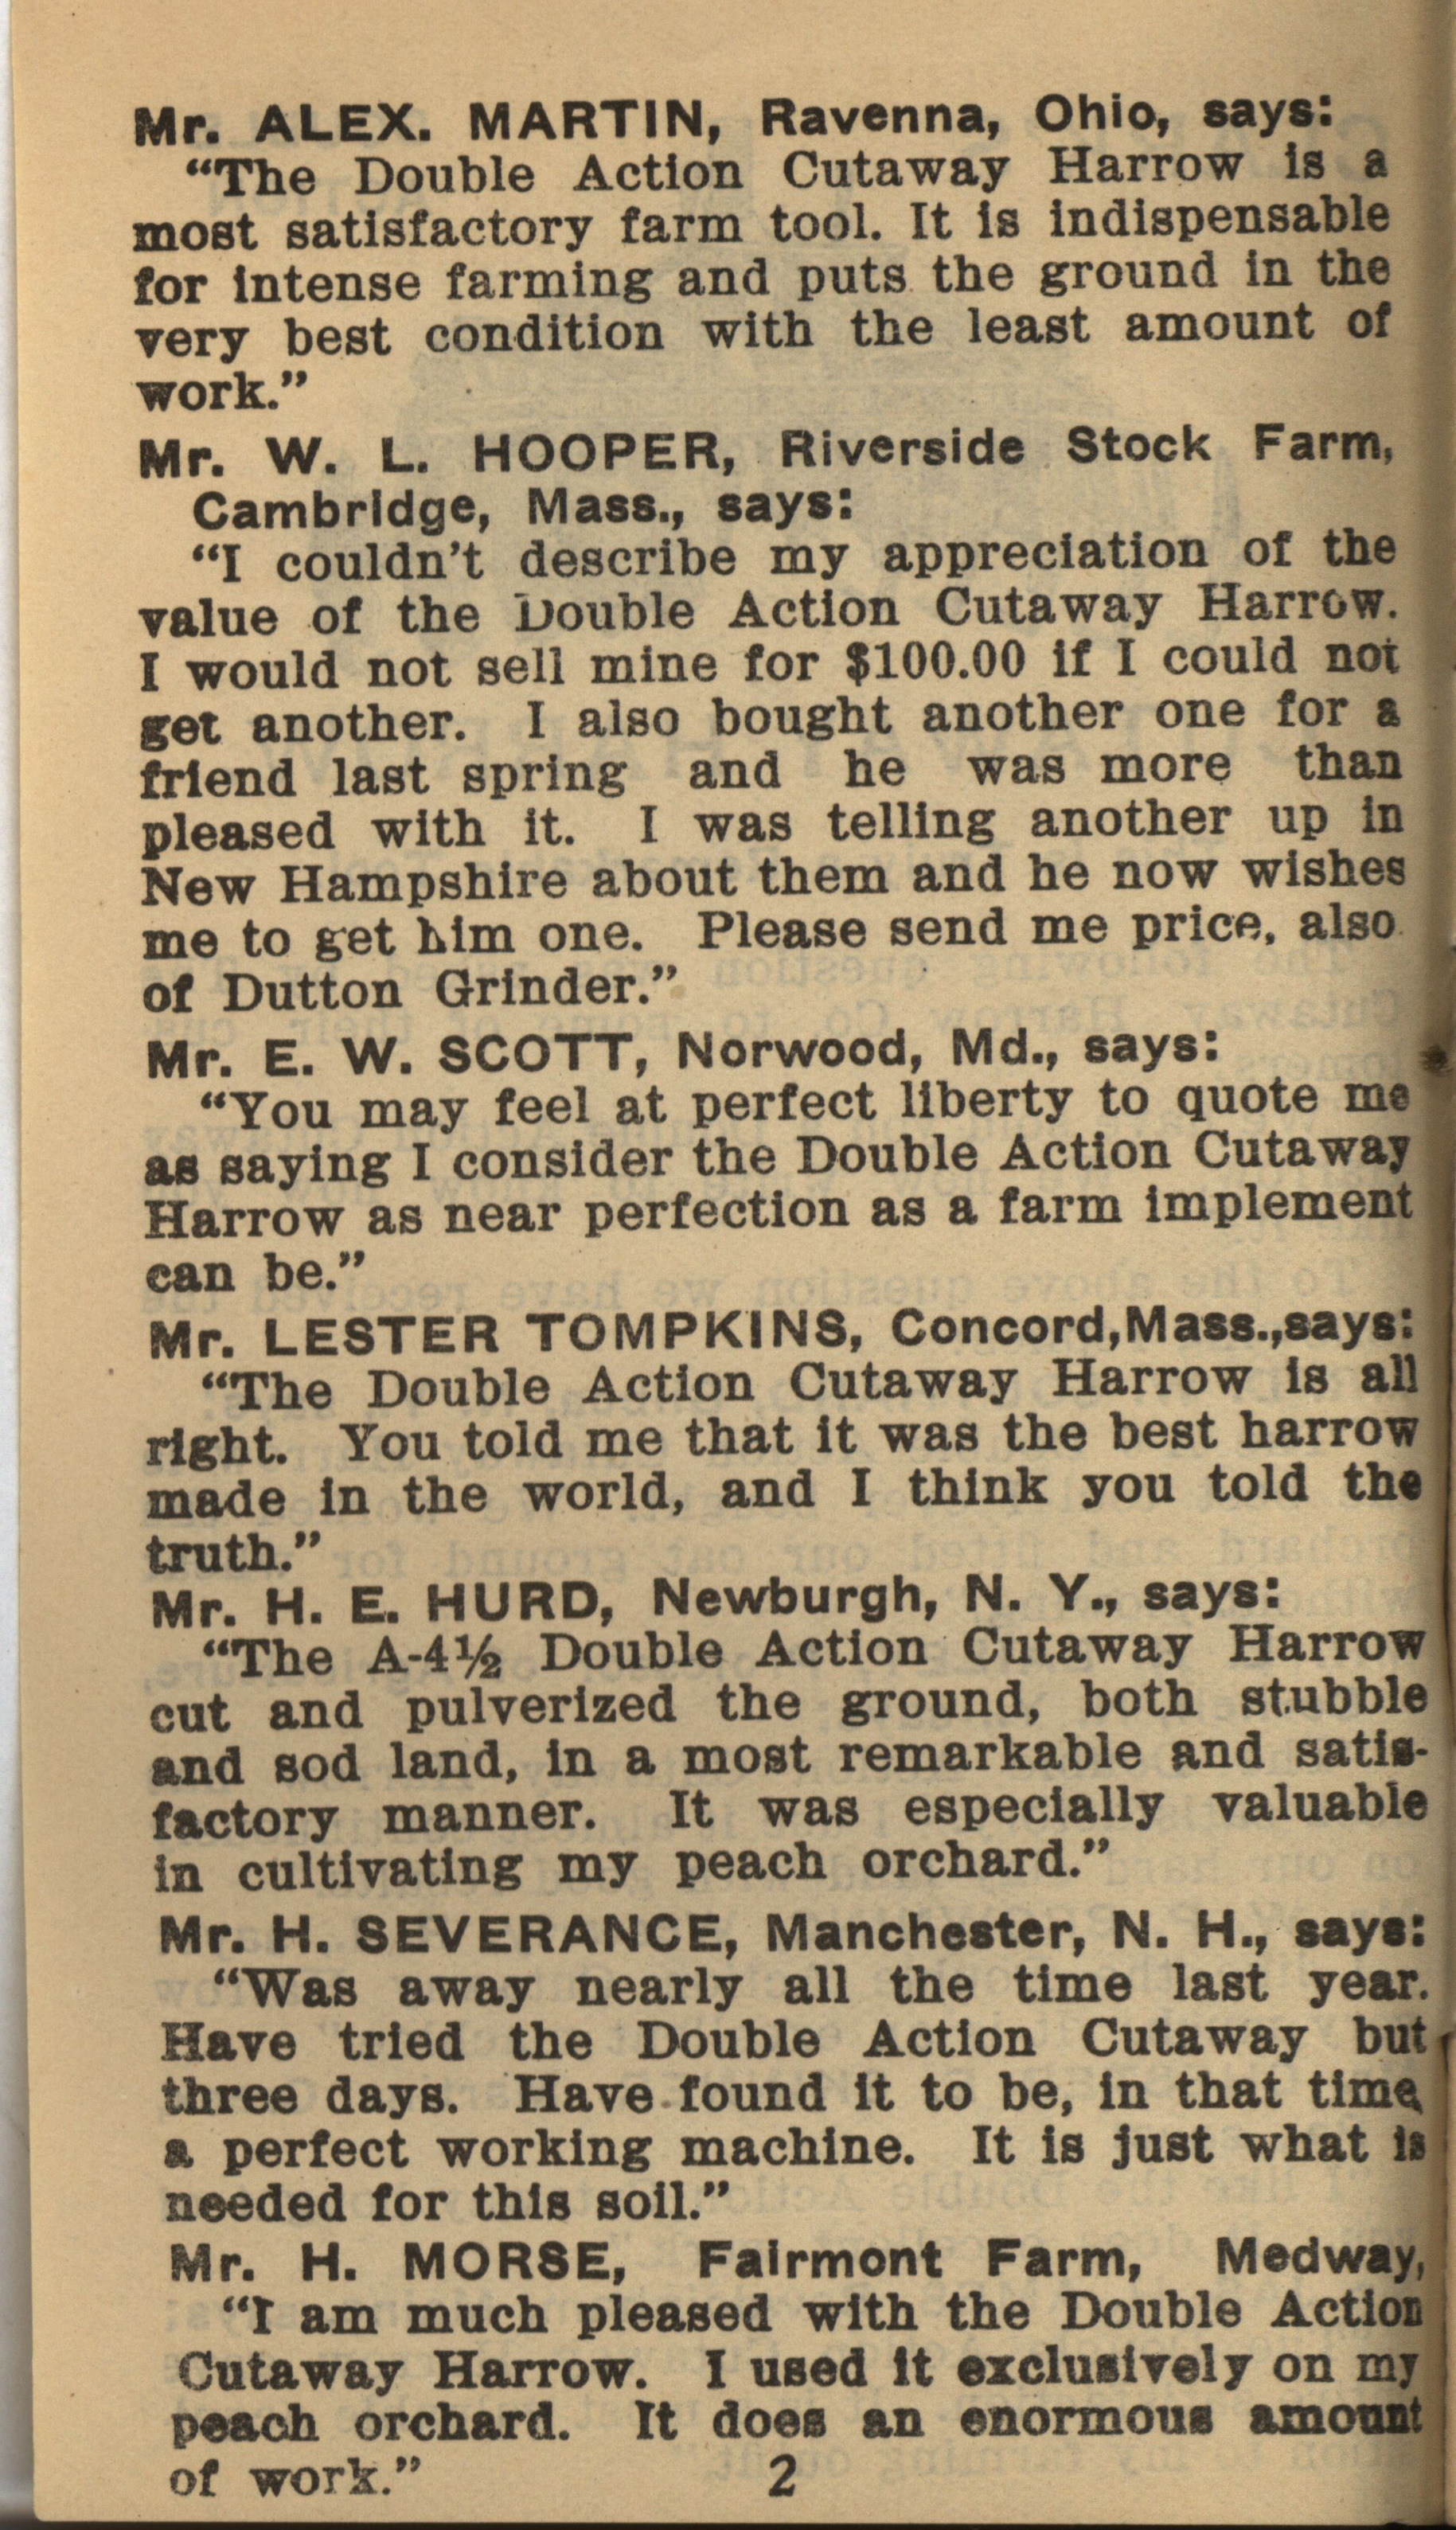 Mr. ALEX. MARTIN, Ravenna, Ohio, says:
“The Double Action Cutaway Harrow is a
most satisfactory farm tool. It is indispensable
for intense farming and puts the ground in the
very best condition with the least amount of
work.”
Mr. W. L. HOOPER, Riverside Stock Farm,
Cambridge, Mass., says:
“I couldn’t describe my appreciation of the
value of the Double Action Cutaway Harrow.
I would not sell mine for $100.00 if I could not
get another. I also bought another one for a
friend last spring and he was more than
pleased with it. I was telling another up in
New Hampshire about them and he now wishes
me to get him one. Please send me price, also
of Dutton Grinder.”
Mr. E. W. SCOTT, Norwood, Md., says:
“You may feel at perfect liberty to quote me
as saying I consider the Double Action Cutaway
Harrow as near perfection as a farm implement
can be.”
Mr. LESTER TOMPKINS, Concord,Mass.,says:
“The Double Action Cutaway Harrow is all
right. You told me that it was the best harrow
made in the world, and I think you told the
truth.”
Mr. H. E. HURD, Newburgh, N. Y., says:
“The A-4½ Double Action Cutaway Harrow
cut and pulverized the ground, both stubble
and sod land, in a most remarkable and satis-
factory manner. It was especially valuable
in cultivating my peach orchard.”
Mr. H. SEVERANCE, Manchester, N. H., says:
“Was away nearly all the time last year.
Have tried the Double Action Cutaway but
three days. Have found it to be, in that time,
a perfect working machine. It is just what is
needed for this soil.”
Mr. H. MORSE, Fairmont Farm, Medway,
“I am much pleased with the Double Action
Cutaway Harrow. I used it exclusively on my
peach orchard. It does an enormous amount
of work.”
2